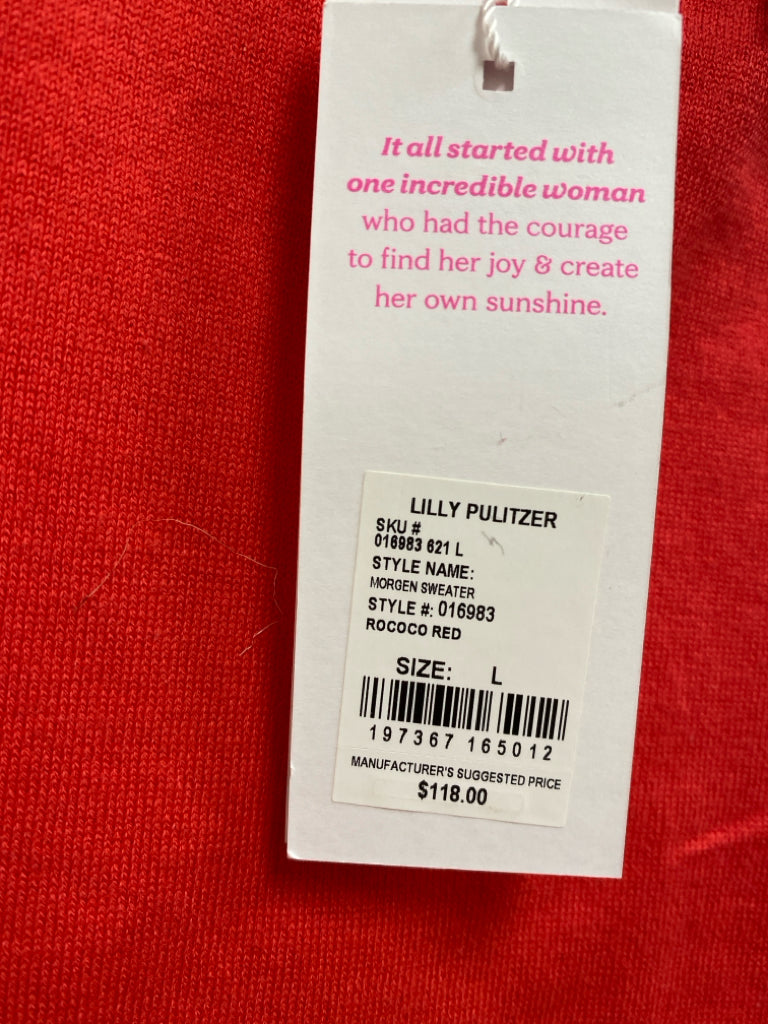 It all started with
one incredible woman
who had the courage
to find her joy & create
her own sunshine.
LILLY PULITZER
SKU #
016983 621 L
STYLE NAME:
MORGEN SWEATER
STYLE #: 016983
ROCOCO RED
SIZE: L
197367 165012
MANUFACTURER'S SUGGESTED PRICE
$118.00